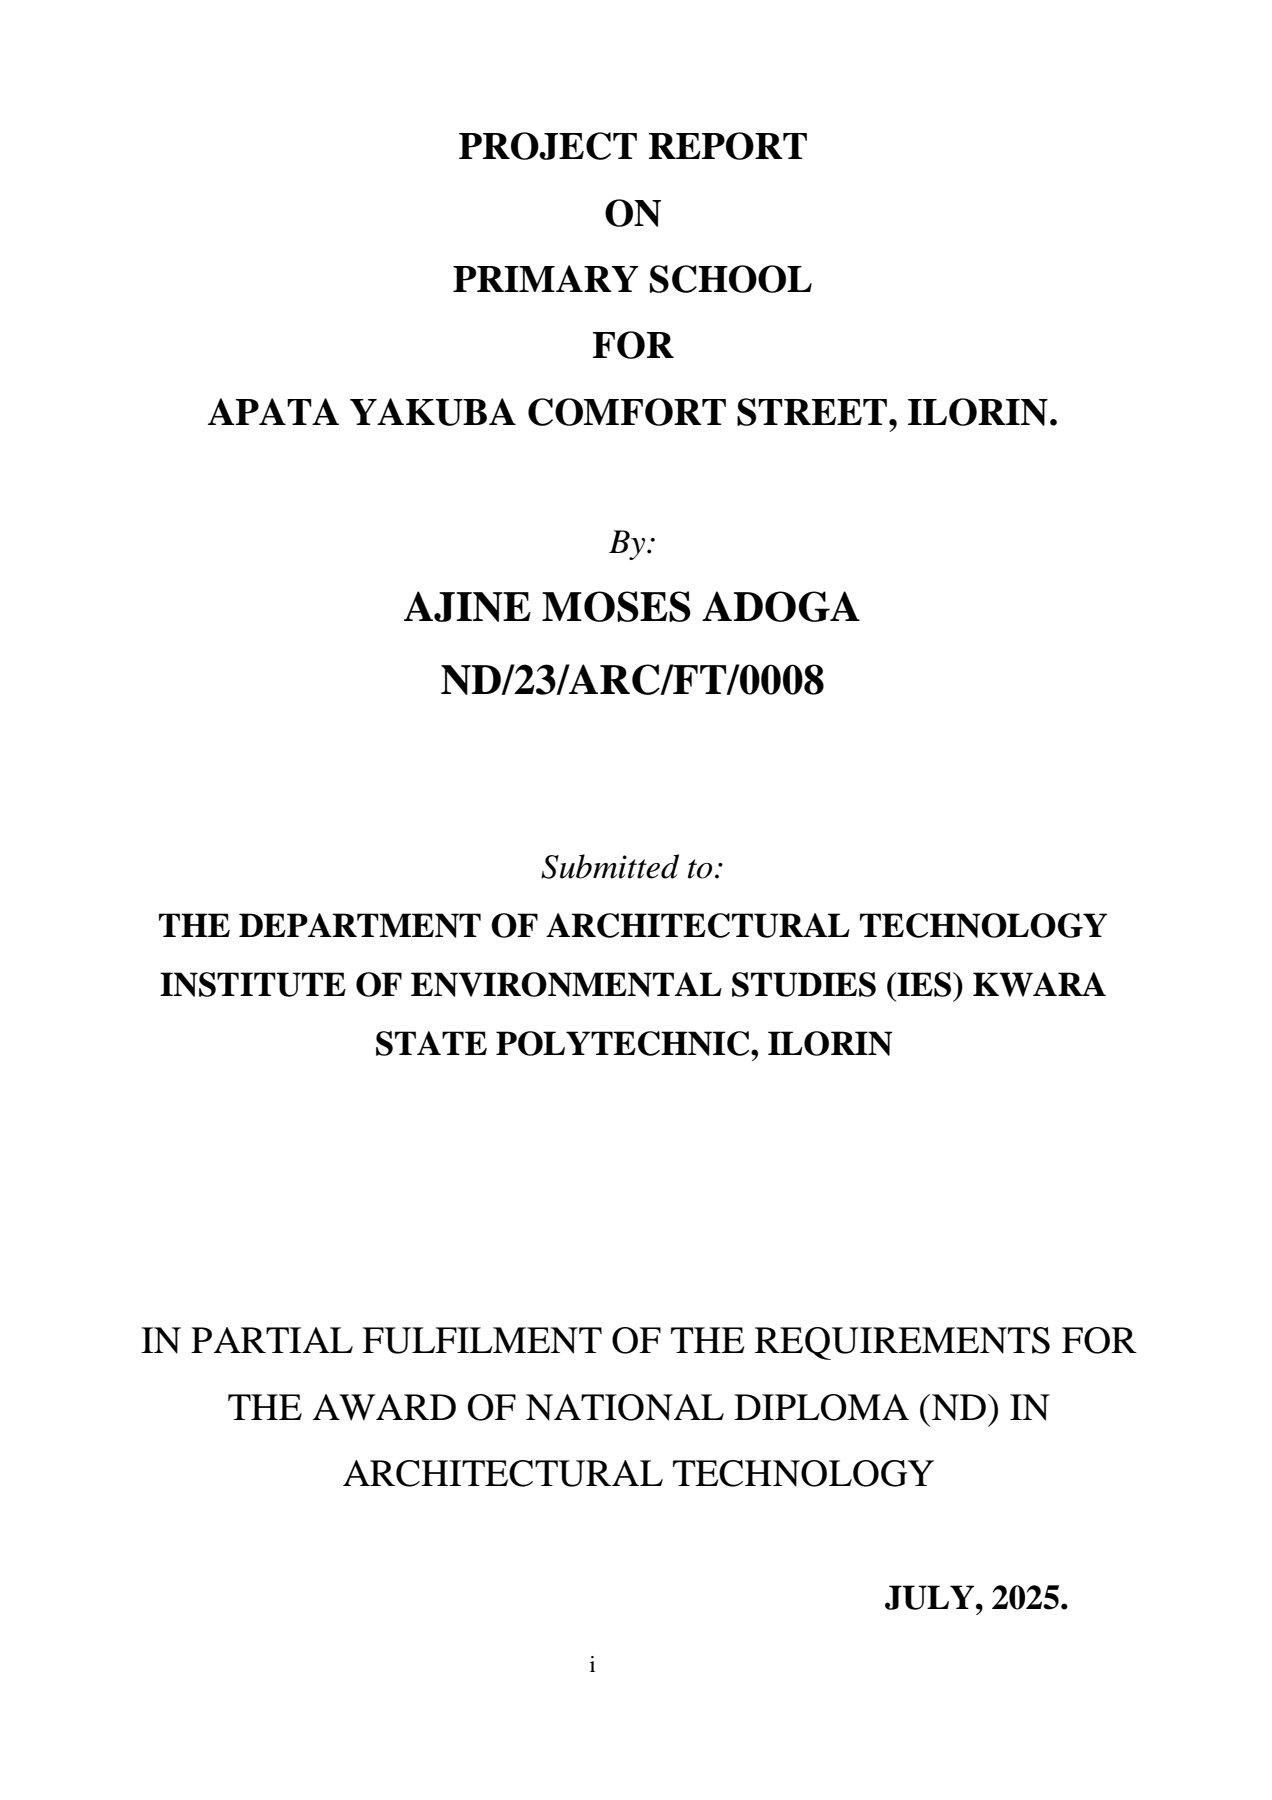 PROJECT REPORT
ON
PRIMARY SCHOOL
FOR
APATA YAKUBA COMFORT STREET, ILORIN.
By:
AJINE MOSES ADOGA
ND/23/ARC/FT/0008
Submitted to:
THE DEPARTMENT OF ARCHITECTURAL TECHNOLOGY
INSTITUTE OF ENVIRONMENTAL STUDIES (IES) KWARA
STATE POLYTECHNIC, ILORIN
IN PARTIAL FULFILMENT OF THE REQUIREMENTS FOR
THE AWARD OF NATIONAL DIPLOMA (ND) IN
ARCHITECTURAL TECHNOLOGY
JULY, 2025.
i